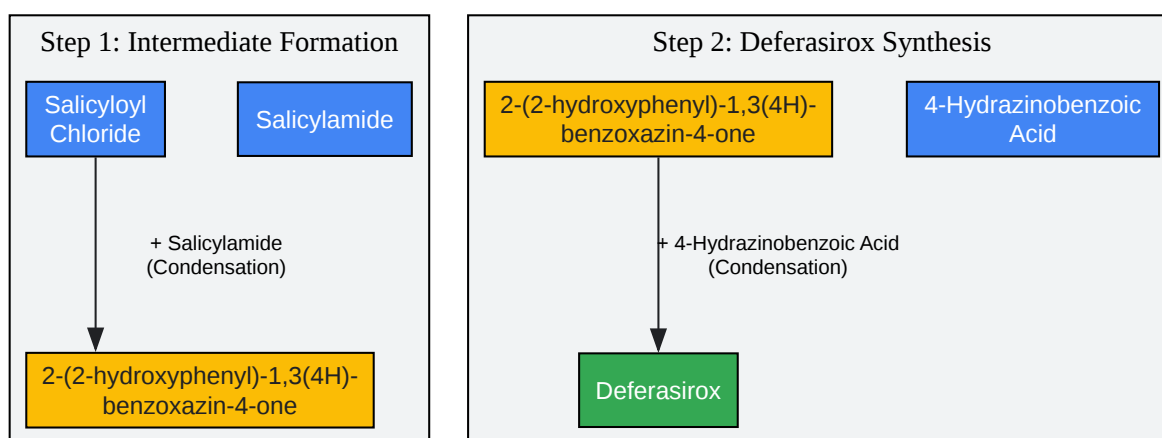 Step 1: Intermediate Formation
Salicyloyl
Chloride
Salicylamide
+ Salicylamide
(Condensation)
2-(2-hydroxyphenyl)-1,3(4H)-
benzoxazin-4-one
Step 2: Deferasirox Synthesis
2-(2-hydroxyphenyl)-1,3(4H)-
benzoxazin-4-one
4-Hydrazinobenzoic
Acid
+ 4-Hydrazinobenzoic Acid
(Condensation)
Deferasirox